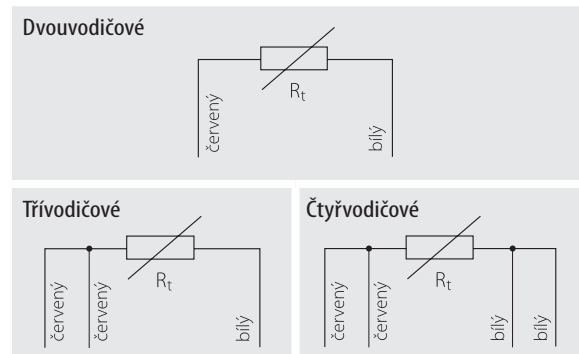 Dvouvodičové
červený
Rt
bílý
Třívodičové
červený
červený
Rt
bílý
Čtyřvodičové
červený
červený
Rt
bílý
bílý